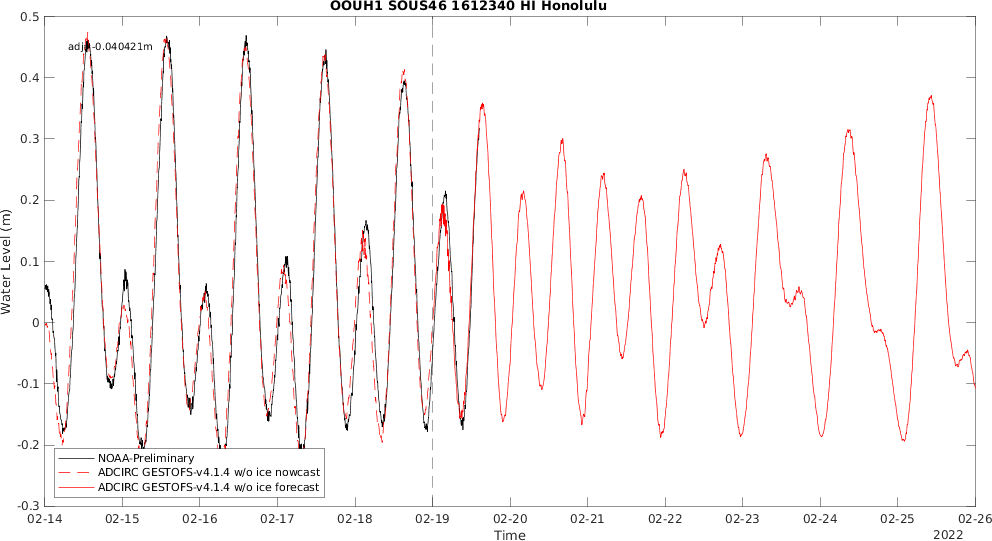 OOUH1 SOUS46 1612340 HI Honolulu
0.5
0.4
0.3
0.2
0.1
0
-0.1
-0.2
-0.3
Water Level (m)
adj:-0.040421m
NOAA-Preliminary
ADCIRC GESTOFS-v4.1.4 w/o ice nowcast
ADCIRC GESTOFS-v4.1.4 w/o ice forecast
02-14 02-15 02-16 02-17 02-18 02-19 02-20 02-21 02-22 02-23 02-24 02-25 02-26
Time
2022